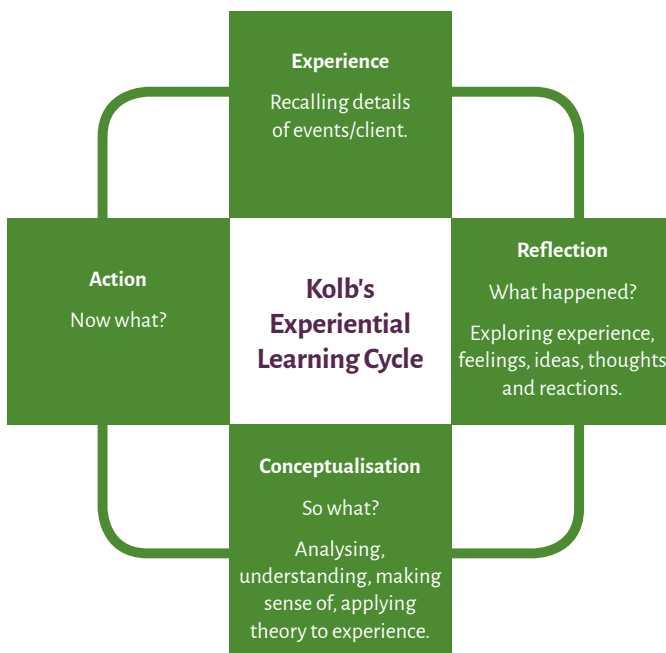 Experience
Recalling details
of events/client.
Action
Now what?
Kolb's
Experiential
Learning Cycle
Reflection
What happened?
Exploring experience,
feelings, ideas, thoughts
and reactions.
Conceptualisation
So what?
Analysing,
understanding, making
sense of, applying
theory to experience.